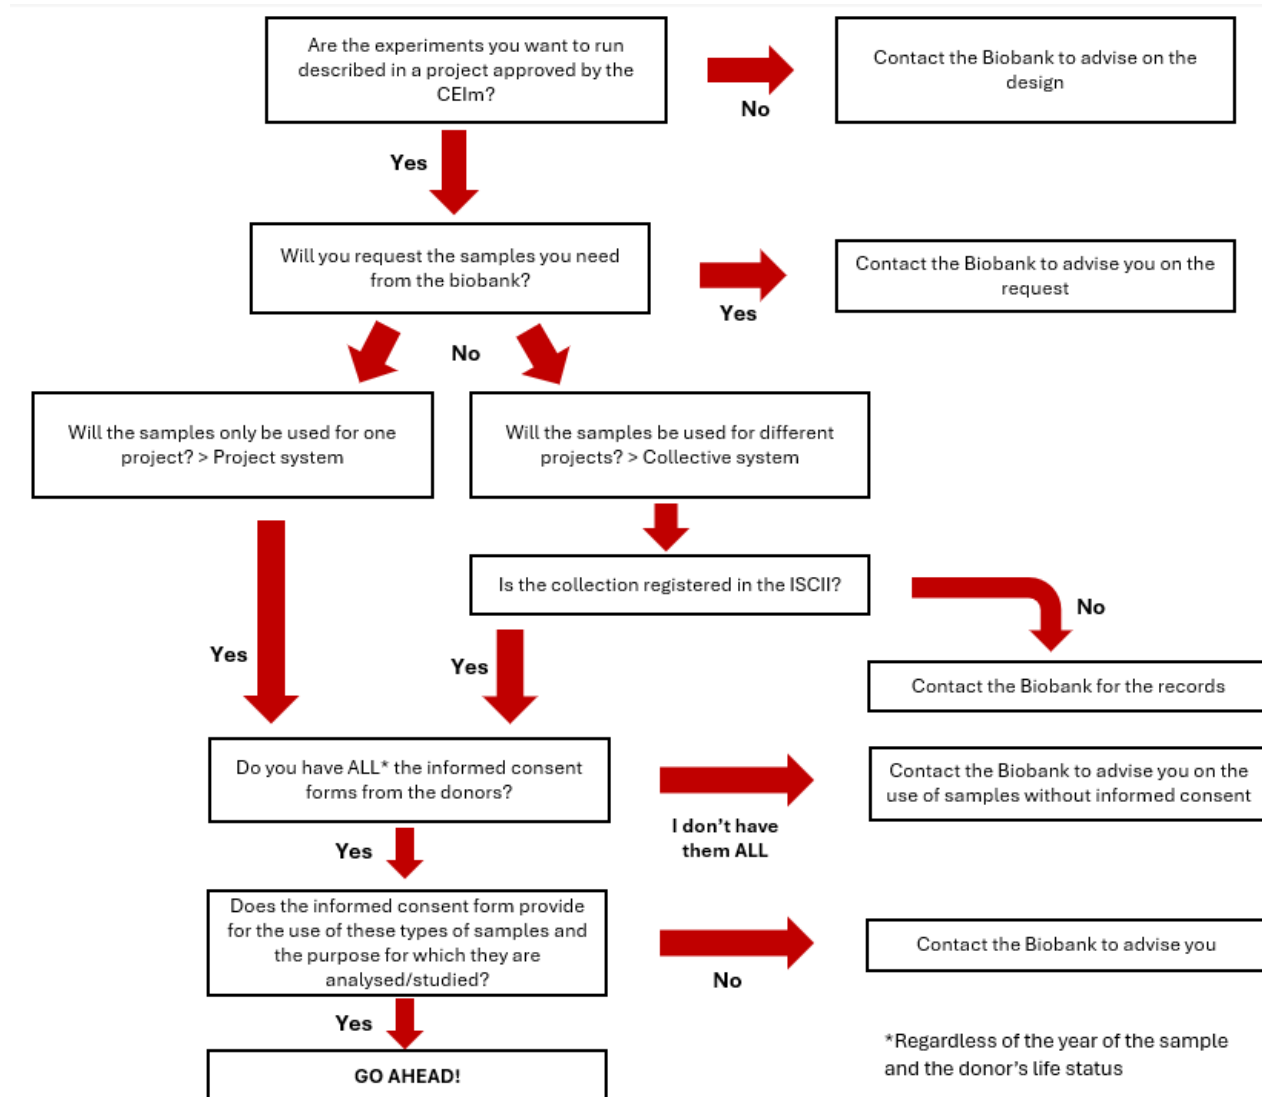 Are the experiments you want to run
described in a project approved by the
CEIm?
No
Contact the Biobank to advise on the
design
Yes
Will you request the samples you need
from the biobank?
Yes
Contact the Biobank to advise you on the
request
No
Will the samples only be used for one
project? > Project system
Will the samples be used for different
projects? > Collective system
Is the collection registered in the ISCII?
No
Yes
Yes
Contact the Biobank for the records
Do you have ALL* the informed consent
forms from the donors?
I don't have
them ALL
Contact the Biobank to advise you on the
use of samples without informed consent
Yes
Does the informed consent form provide
for the use of these types of samples and
the purpose for which they are
analysed/studied?
No
Contact the Biobank to advise you
Yes
GO AHEAD!
*Regardless of the year of the sample
and the donor's life status